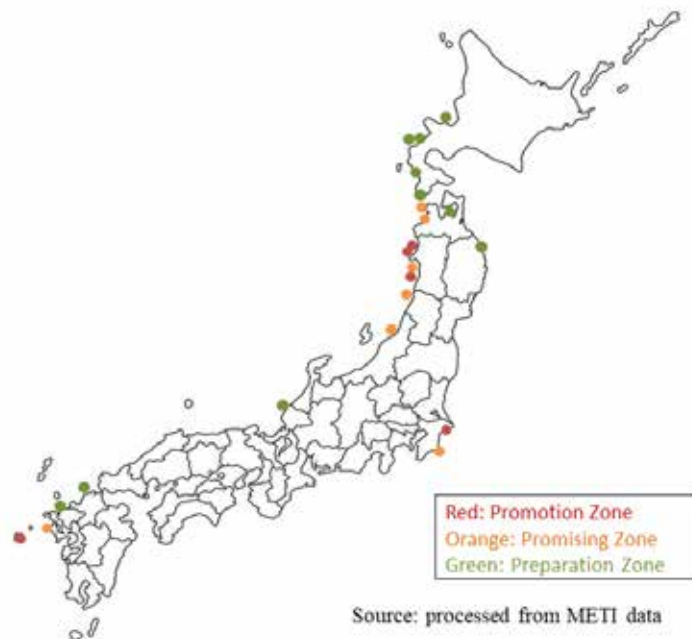 Red: Promotion Zone
Orange: Promising Zone
Green: Preparation Zone
Source: processed from METI data